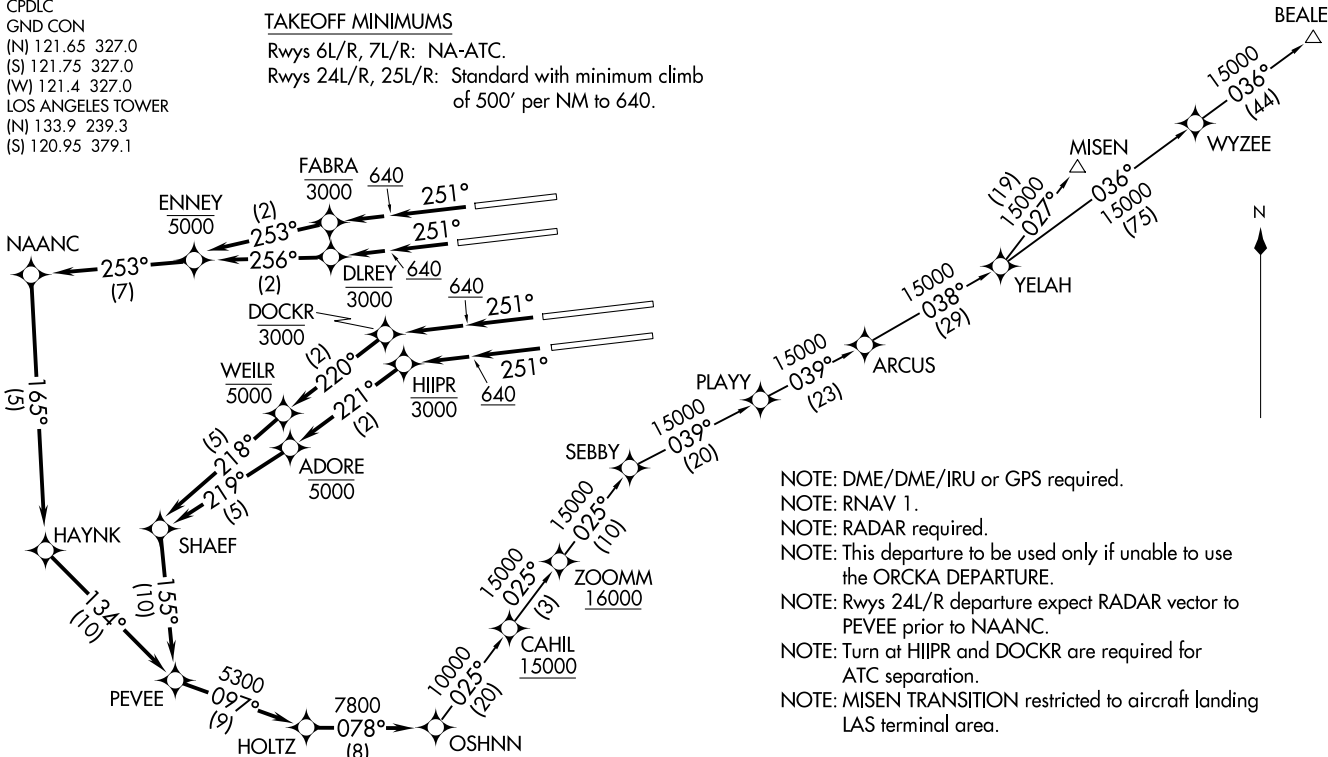 CPDLC
GND CON
(N) 121.65 327.0
(S) 121.75 327.0
(W) 121.4 327.0
LOS ANGELES TOWER
(N) 133.9 239.3
(S) 120.95 379.1
TAKEOFF MINIMUMS
Rwys 6L/R, 7L/R: NA-ATC.
Rwys 24L/R, 25L/R: Standard with minimum climb
of 500' per NM to 640.
BEALE
15000
036°
(44)
WYZEE
MISEN
(19)
15000
027°
036°
15000
(75)
YELAH
N
FABRA
3000
640
251°
ENNEY
5000
(2)
253°
251°
640
256°
(2)
DLREY
3000
NAANC
253°
(7)
DOCKR
3000
640
251°
(2)
220°
HIIPR
3000
251°
640
WEILR
5000
221°
(2)
(5)
218°
ADORE
5000
219°
(5)
165°
(5)
HAYNK
SHAEF
134°
(10)
155°
(10)
PEVEE
5300
097°
(9)
HOLTZ
7800
078°
(8)
OSHNN
10000
025°
(20)
CAHIL
15000
15000
025°
(3)
ZOOMM
16000
15000
025°
(10)
SEBBY
15000
039°
(20)
PLAYY
15000
039°
(23)
ARCUS
15000
038°
(29)
NOTE: DME/DME/IRU or GPS required.
NOTE: RNAV 1.
NOTE: RADAR required.
NOTE: This departure to be used only if unable to use
the ORCKA DEPARTURE.
NOTE: Rwys 24L/R departure expect RADAR vector to
PEVEE prior to NAANC.
NOTE: Turn at HIIPR and DOCKR are required for
ATC separation.
NOTE: MISEN TRANSITION restricted to aircraft landing
LAS terminal area.